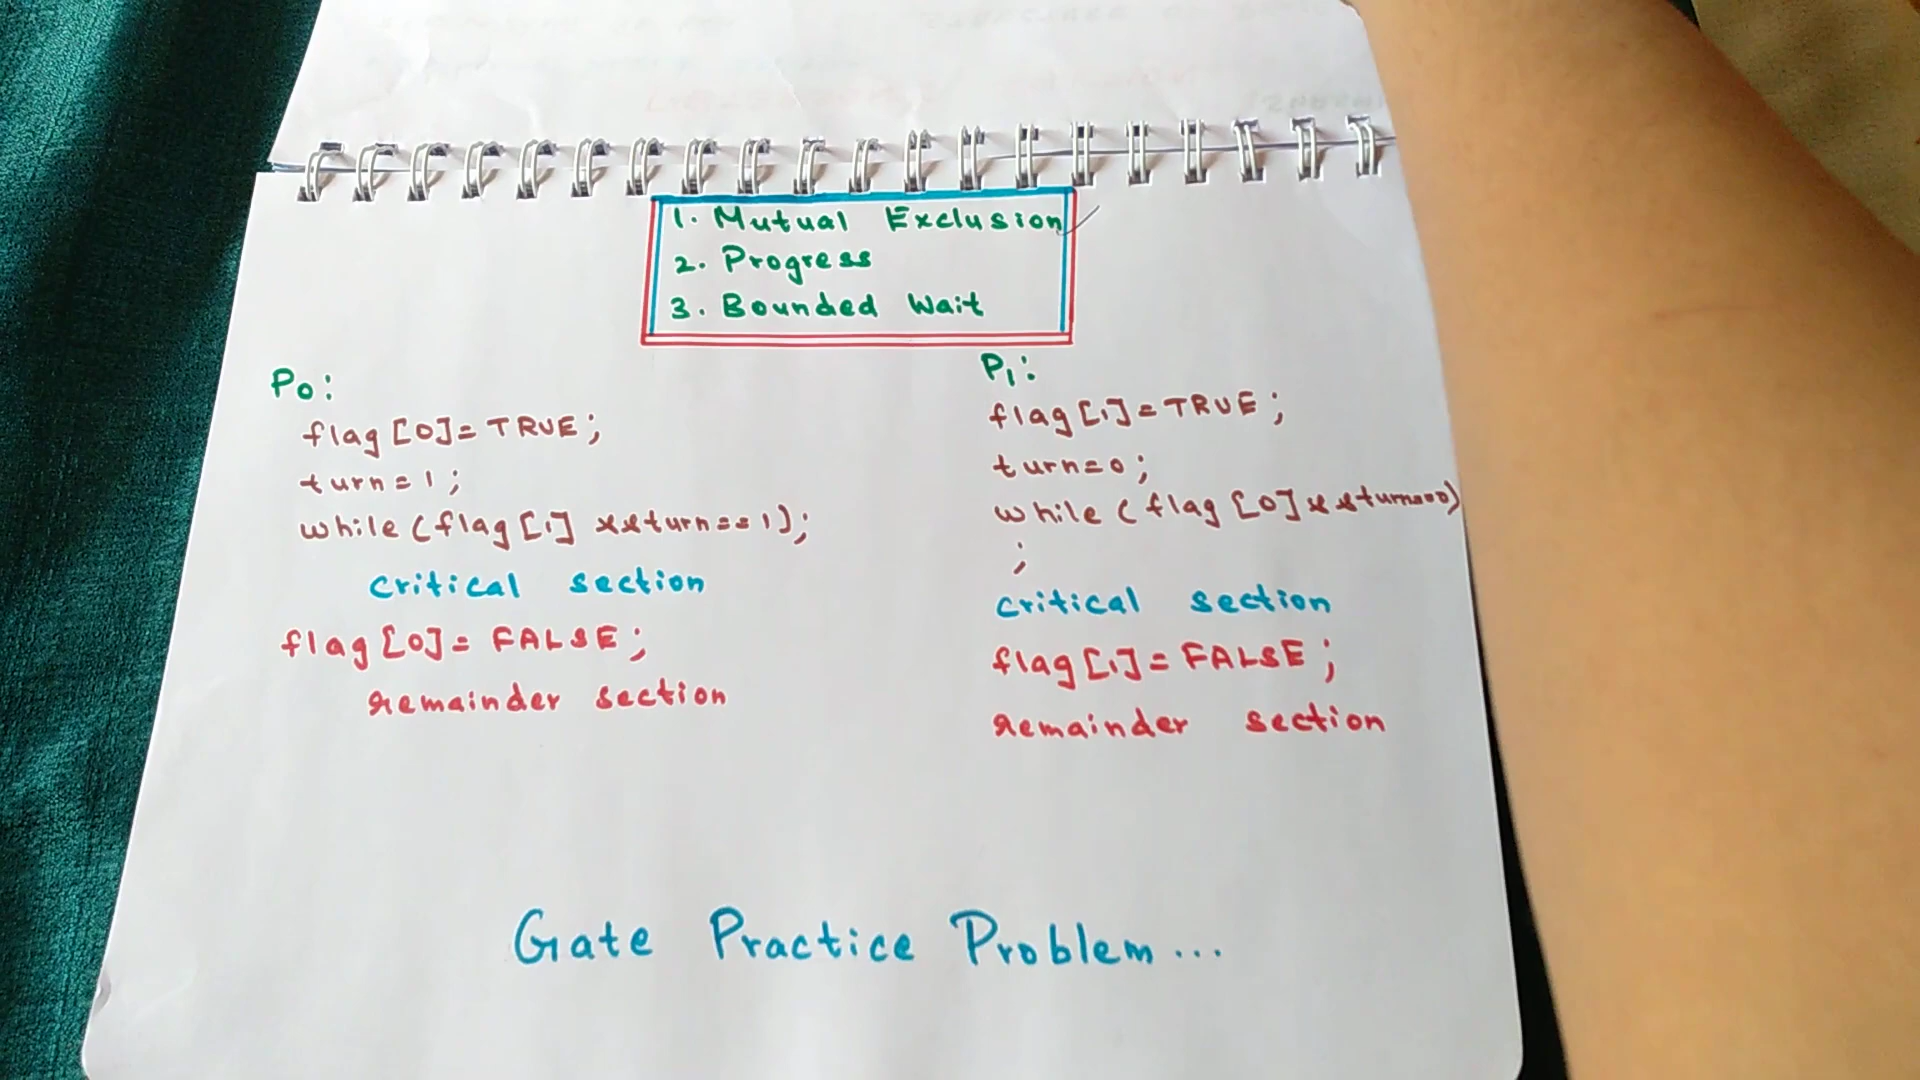 1. Mutual Exclusion
2. Progress
3. Bounded Wait
P0:
flag[0]=TRUE;
turn=1;
while(flag[1] &&turn==1);
critical section
flag[0]= FALSE;
remainder section
P1:
flag[1]=TRUE;
turn=0;
while(flag[0]&&turn==0)
;
critical section
flag[1]=FALSE;
remainder section
Gate Practice Problem...